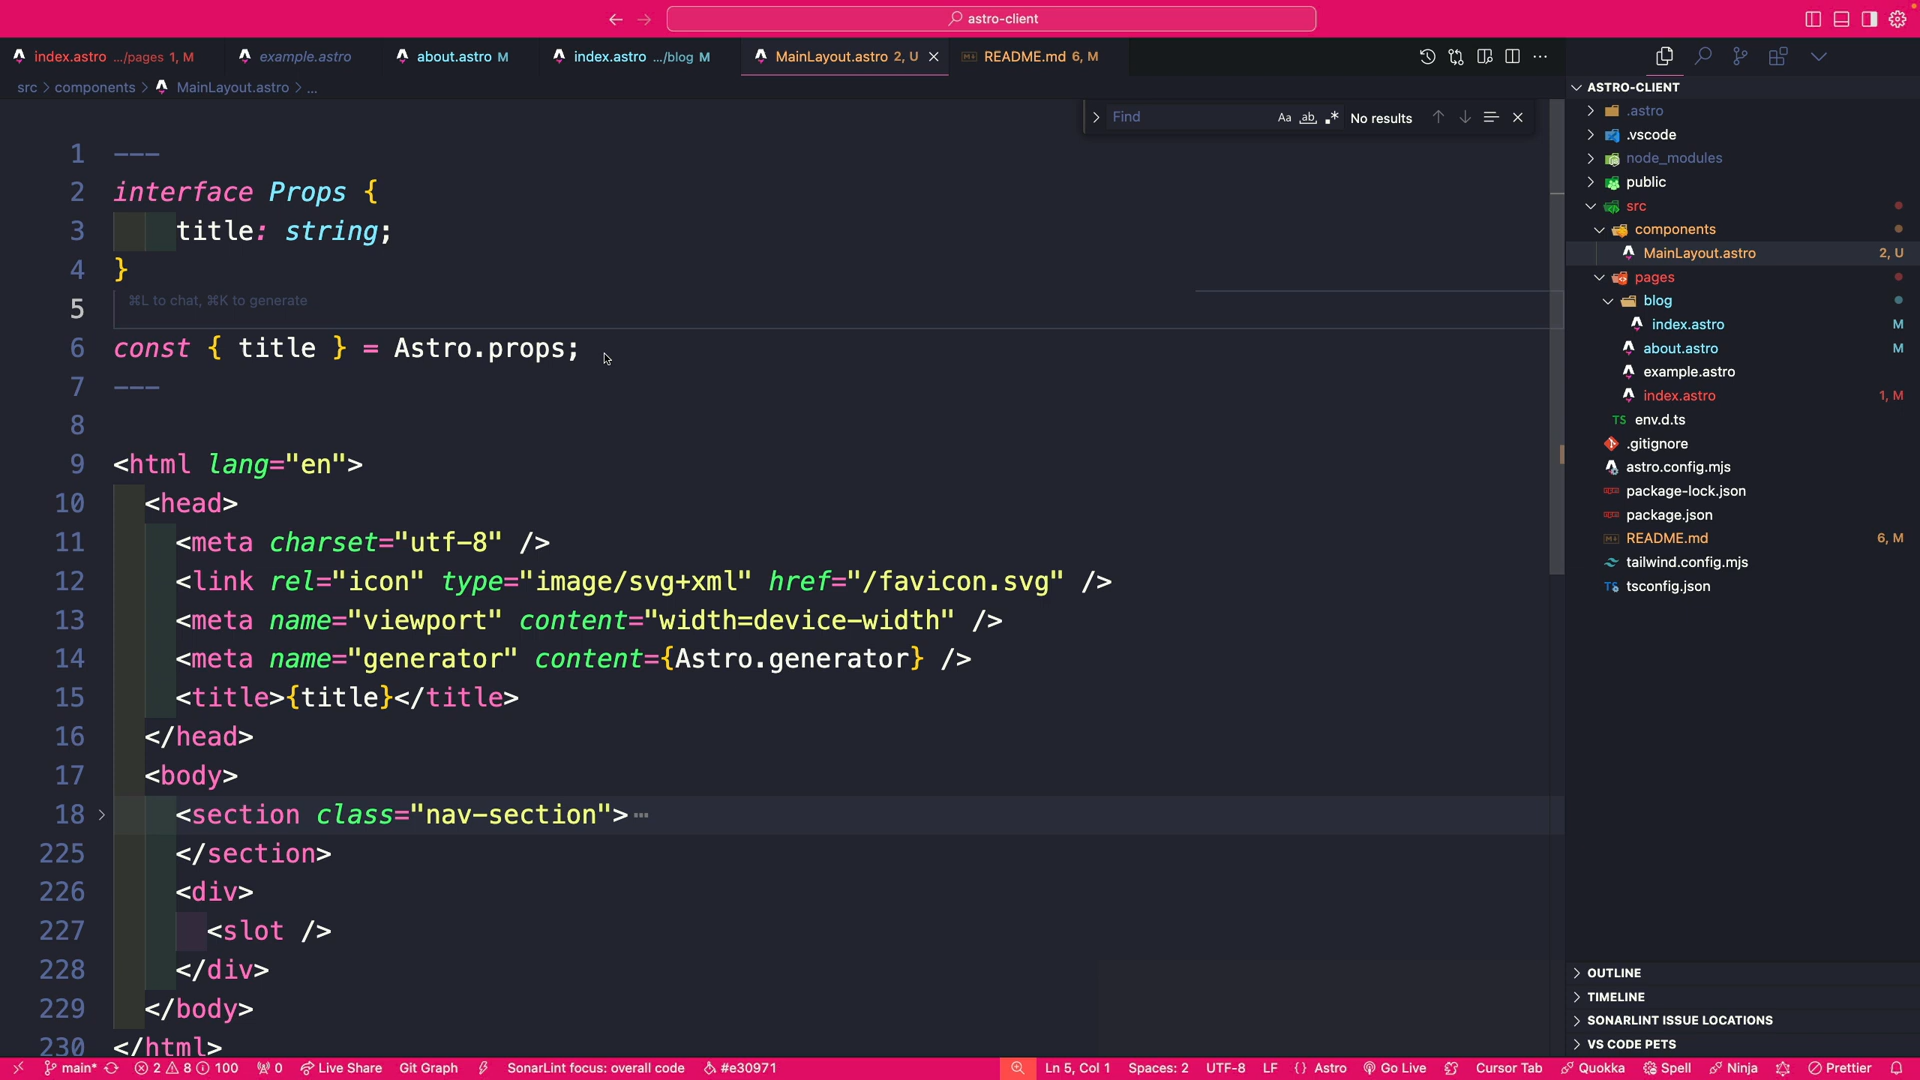 astro-client
index.astro .../pages 1, M
example.astro
about.astro M
index.astro .../blog M
MainLayout.astro 2, U
README.md 6, M
src > components > MainLayout.astro > ...
Find
Aa ab .* No results
1 ---
2 interface Props {
3 title: string;
4 }
5 ⌘L to chat, ⌘K to generate
6 const { title } = Astro.props;
7 ---
8
9 <html lang="en">
10 <head>
11 <meta charset="utf-8" />
12 <link rel="icon" type="image/svg+xml" href="/favicon.svg" />
13 <meta name="viewport" content="width=device-width" />
14 <meta name="generator" content={Astro.generator} />
15 <title>{title}</title>
16 </head>
17 <body>
18 <section class="nav-section"> ⋯
225 </section>
226 <div>
227 <slot />
228 </div>
229 </body>
230 </html>
ASTRO-CLIENT
.astro
.vscode
node_modules
public
src
components
MainLayout.astro 2, U
pages
blog
index.astro M
about.astro M
example.astro
index.astro 1, M
TS env.d.ts
.gitignore
astro.config.mjs
package-lock.json
package.json
README.md 6, M
tailwind.config.mjs
TS tsconfig.json
OUTLINE
TIMELINE
SONARLINT ISSUE LOCATIONS
VS CODE PETS
main* 2 8 100 0 Live Share Git Graph SonarLint focus: overall code #e30971 Ln 5, Col 1 Spaces: 2 UTF-8 LF {} Astro Go Live Cursor Tab Quokka Spell Ninja Prettier